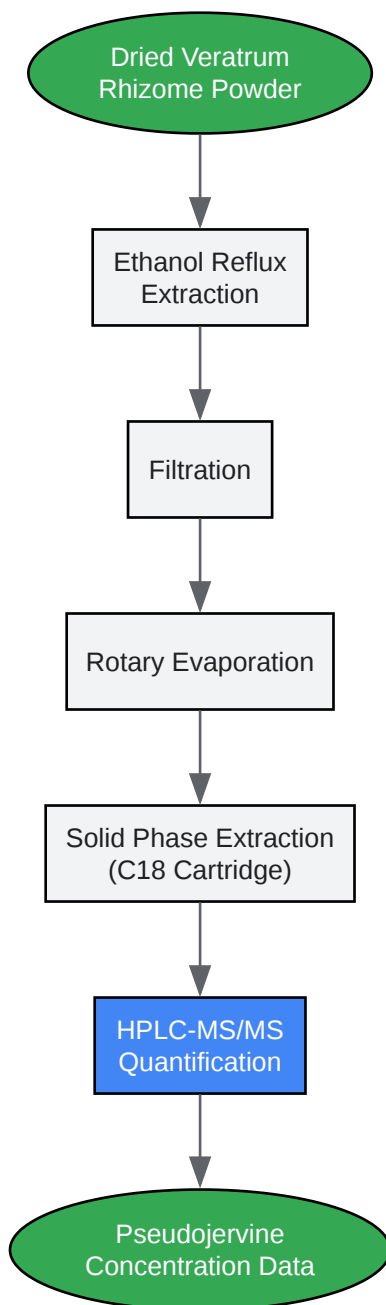 Dried Veratrum
Rhizome Powder
Ethanol Reflux
Extraction
Filtration
Rotary Evaporation
Solid Phase Extraction
(C18 Cartridge)
HPLC-MS/MS
Quantification
Pseudojervine
Concentration Data